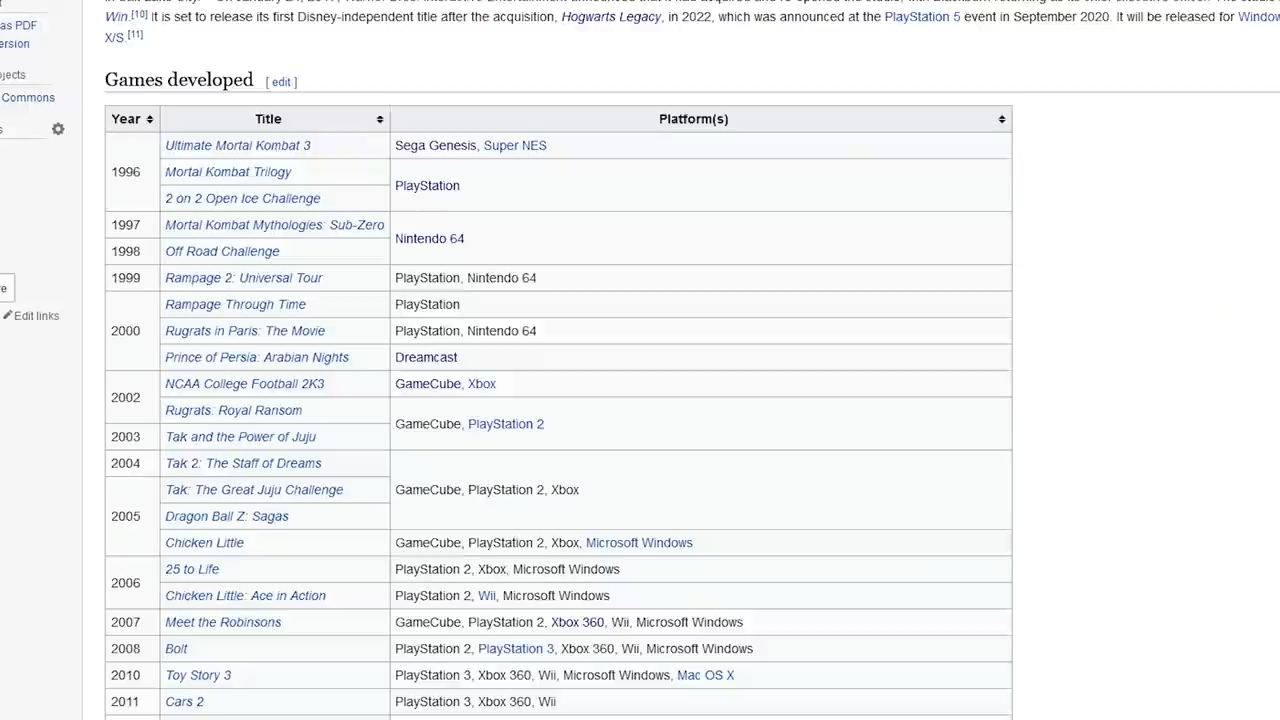 Win.[10] It is set to release its first Disney-independent title after the acquisition, Hogwarts Legacy, in 2022, which was announced at the PlayStation 5 event in September 2020. It will be released for Window
X/S.[11]
as PDF
ersion
ojects
Commons
s
re
Edit links
Games developed [ edit ]
Year Title Platform(s)
1996 Ultimate Mortal Kombat 3 Sega Genesis, Super NES
Mortal Kombat Trilogy PlayStation
2 on 2 Open Ice Challenge
1997 Mortal Kombat Mythologies: Sub-Zero Nintendo 64
1998 Off Road Challenge
1999 Rampage 2: Universal Tour PlayStation, Nintendo 64
2000 Rampage Through Time PlayStation
Rugrats in Paris: The Movie PlayStation, Nintendo 64
Prince of Persia: Arabian Nights Dreamcast
2002 NCAA College Football 2K3 GameCube, Xbox
Rugrats: Royal Ransom GameCube, PlayStation 2
2003 Tak and the Power of Juju
2004 Tak 2: The Staff of Dreams GameCube, PlayStation 2, Xbox
2005 Tak: The Great Juju Challenge
Dragon Ball Z: Sagas
Chicken Little GameCube, PlayStation 2, Xbox, Microsoft Windows
2006 25 to Life PlayStation 2, Xbox, Microsoft Windows
Chicken Little: Ace in Action PlayStation 2, Wii, Microsoft Windows
2007 Meet the Robinsons GameCube, PlayStation 2, Xbox 360, Wii, Microsoft Windows
2008 Bolt PlayStation 2, PlayStation 3, Xbox 360, Wii, Microsoft Windows
2010 Toy Story 3 PlayStation 3, Xbox 360, Wii, Microsoft Windows, Mac OS X
2011 Cars 2 PlayStation 3, Xbox 360, Wii